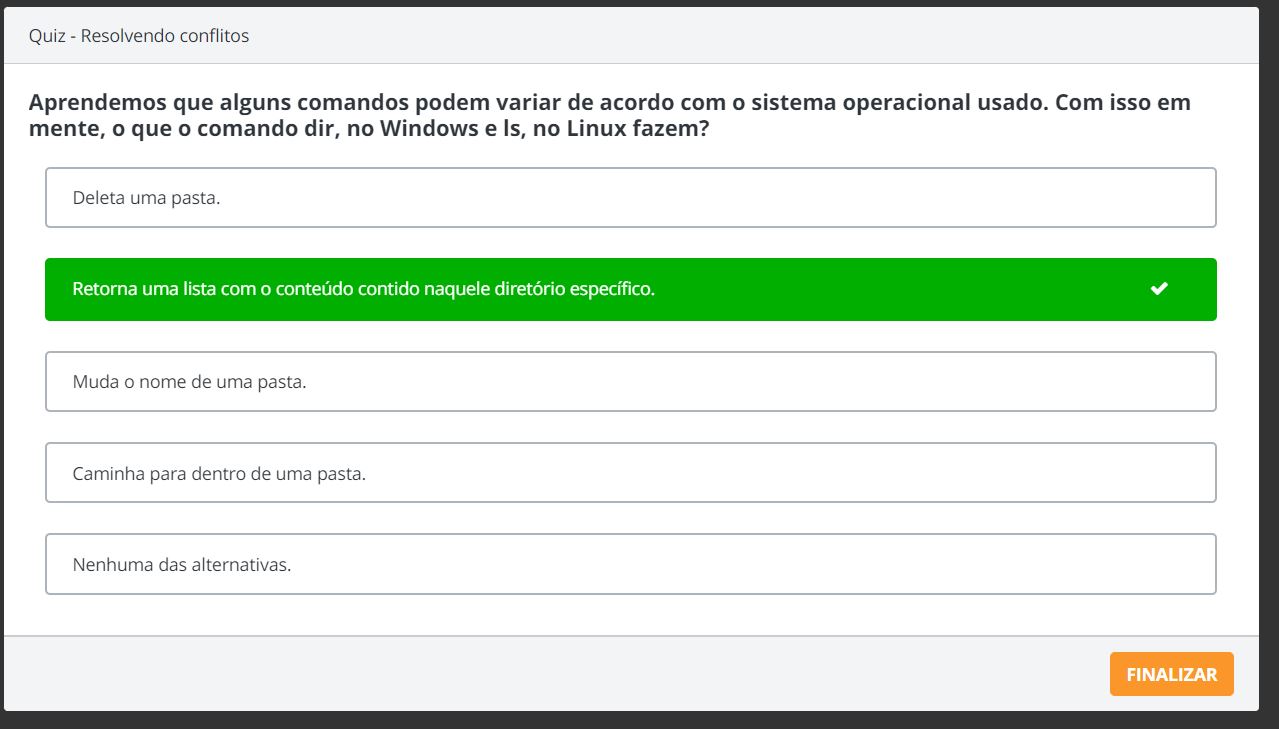 Quiz - Resolvendo conflitos
Aprendemos que alguns comandos podem variar de acordo com o sistema operacional usado. Com isso em
mente, o que o comando dir, no Windows e ls, no Linux fazem?
Deleta uma pasta.
Retorna uma lista com o conteúdo contido naquele diretório específico.
Muda o nome de uma pasta.
Caminha para dentro de uma pasta.
Nenhuma das alternativas.
FINALIZAR